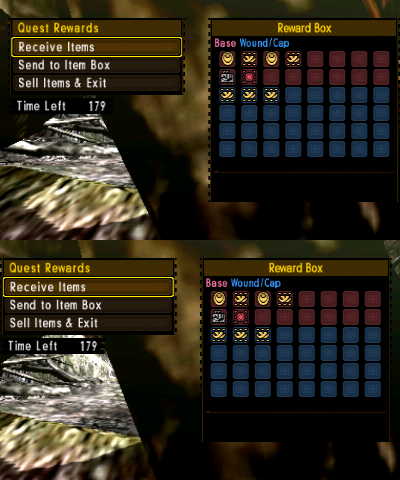 Quest Rewards
Receive Items
Send to Item Box
Sell Items & Exit
Time Left 179
Reward Box
Base Wound/Cap
Quest Rewards
Receive Items
Send to Item Box
Sell Items & Exit
Time Left 179
Reward Box
Base Wound/Cap